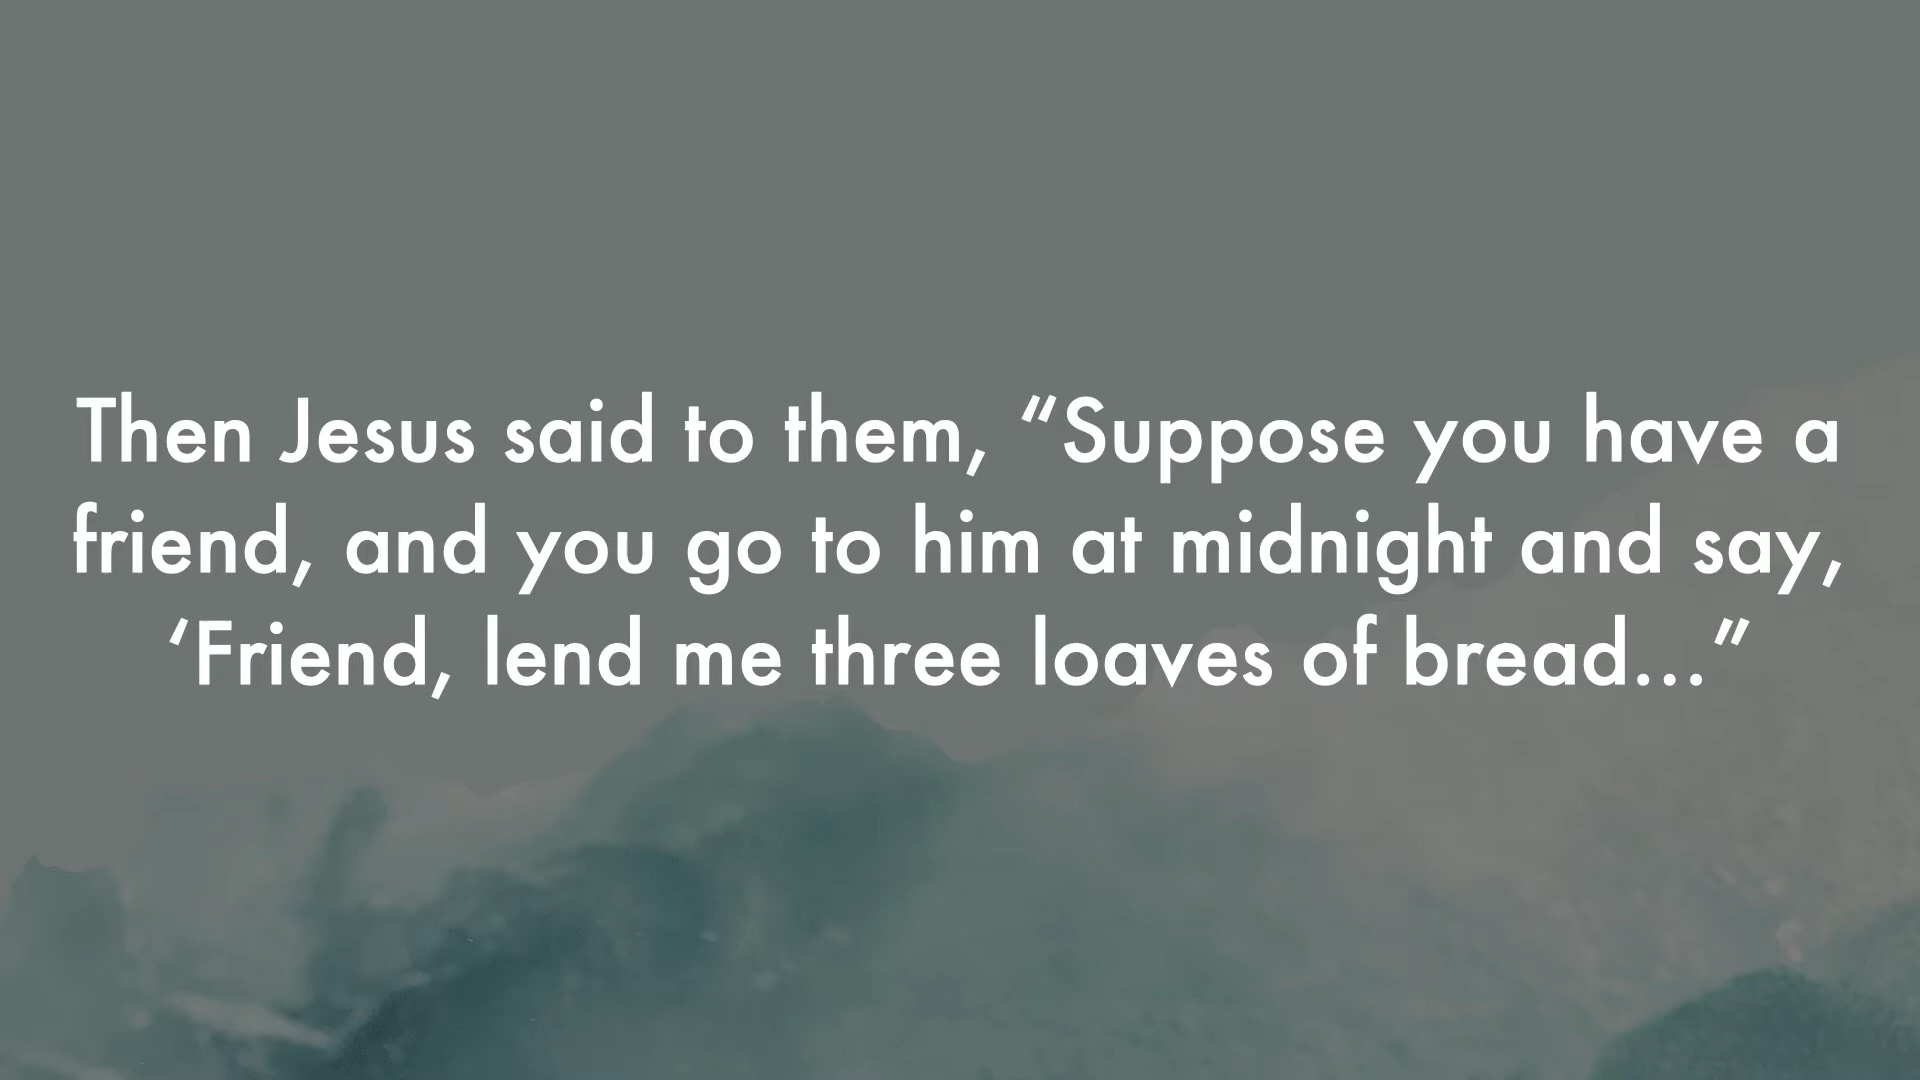 Then Jesus said to them, “Suppose you have a
friend, and you go to him at midnight and say,
‘Friend, lend me three loaves of bread...”